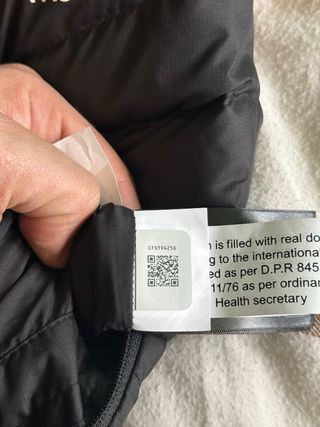 CFS194256
is filled with real do
g to the international
ed as per D.P.R 845
11/76 as per ordinar
Health secretary